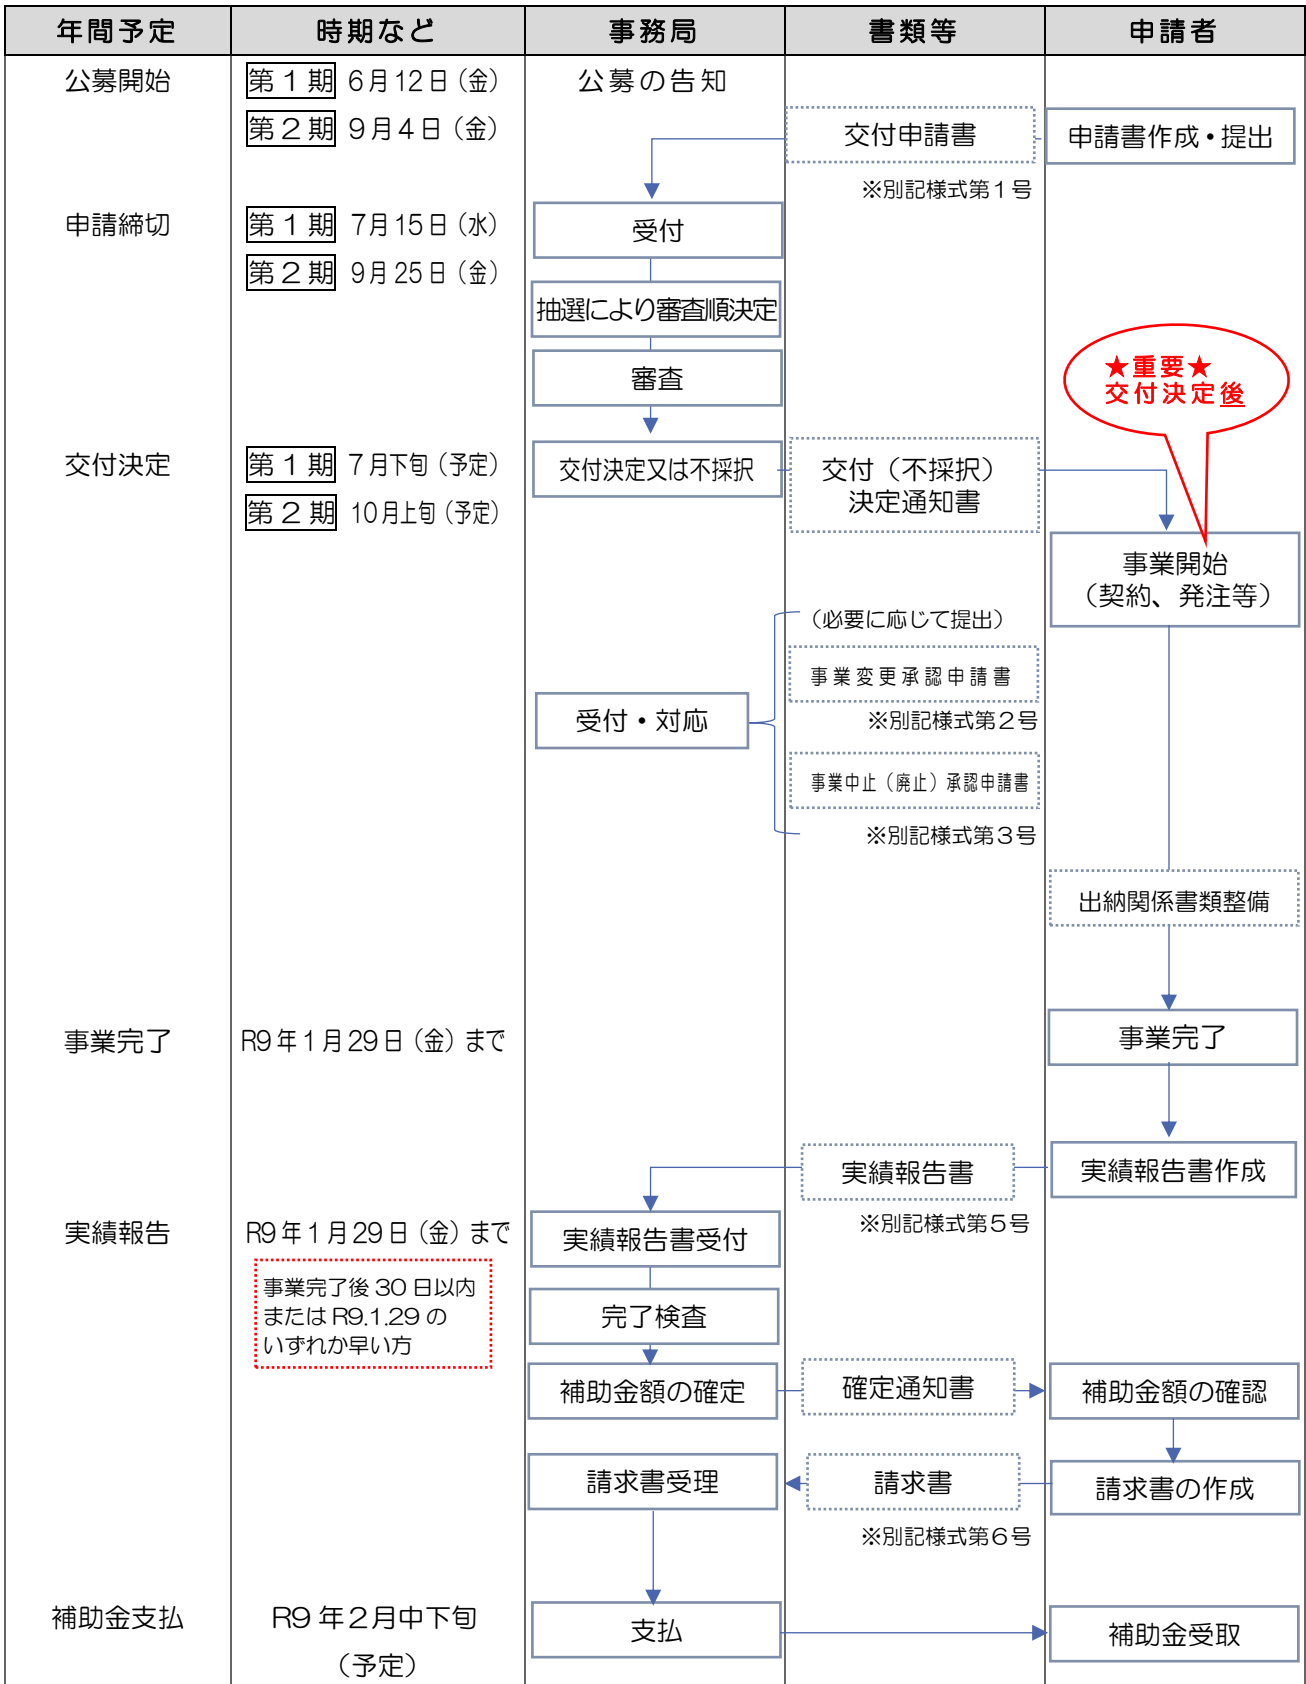 年間予定 時期など 事務局 書類等 申請者
公募開始 第1期 6月12日（金） 公募の告知
第2期 9月4日（金） 交付申請書 申請書作成・提出
※別記様式第1号
申請締切 第1期 7月15日（水） 受付
第2期 9月25日（金）
抽選により審査順決定
審査
★重要★
交付決定後
交付決定 第1期 7月下旬（予定） 交付決定又は不採択 交付（不採択）
決定通知書
第2期 10月上旬（予定）
事業開始
（契約、発注等）
（必要に応じて提出）
事業変更承認申請書
受付・対応 ※別記様式第2号
事業中止（廃止）承認申請書
※別記様式第3号
出納関係書類整備
事業完了 R9年1月29日（金）まで 事業完了
実績報告書 実績報告書作成
※別記様式第5号
実績報告 R9年1月29日（金）まで 実績報告書受付
事業完了後30日以内
またはR9.1.29の
いずれか早い方
完了検査
補助金額の確定 確定通知書 補助金額の確認
請求書受理 請求書 請求書の作成
※別記様式第6号
補助金支払 R9年2月中下旬 支払 補助金受取
（予定）